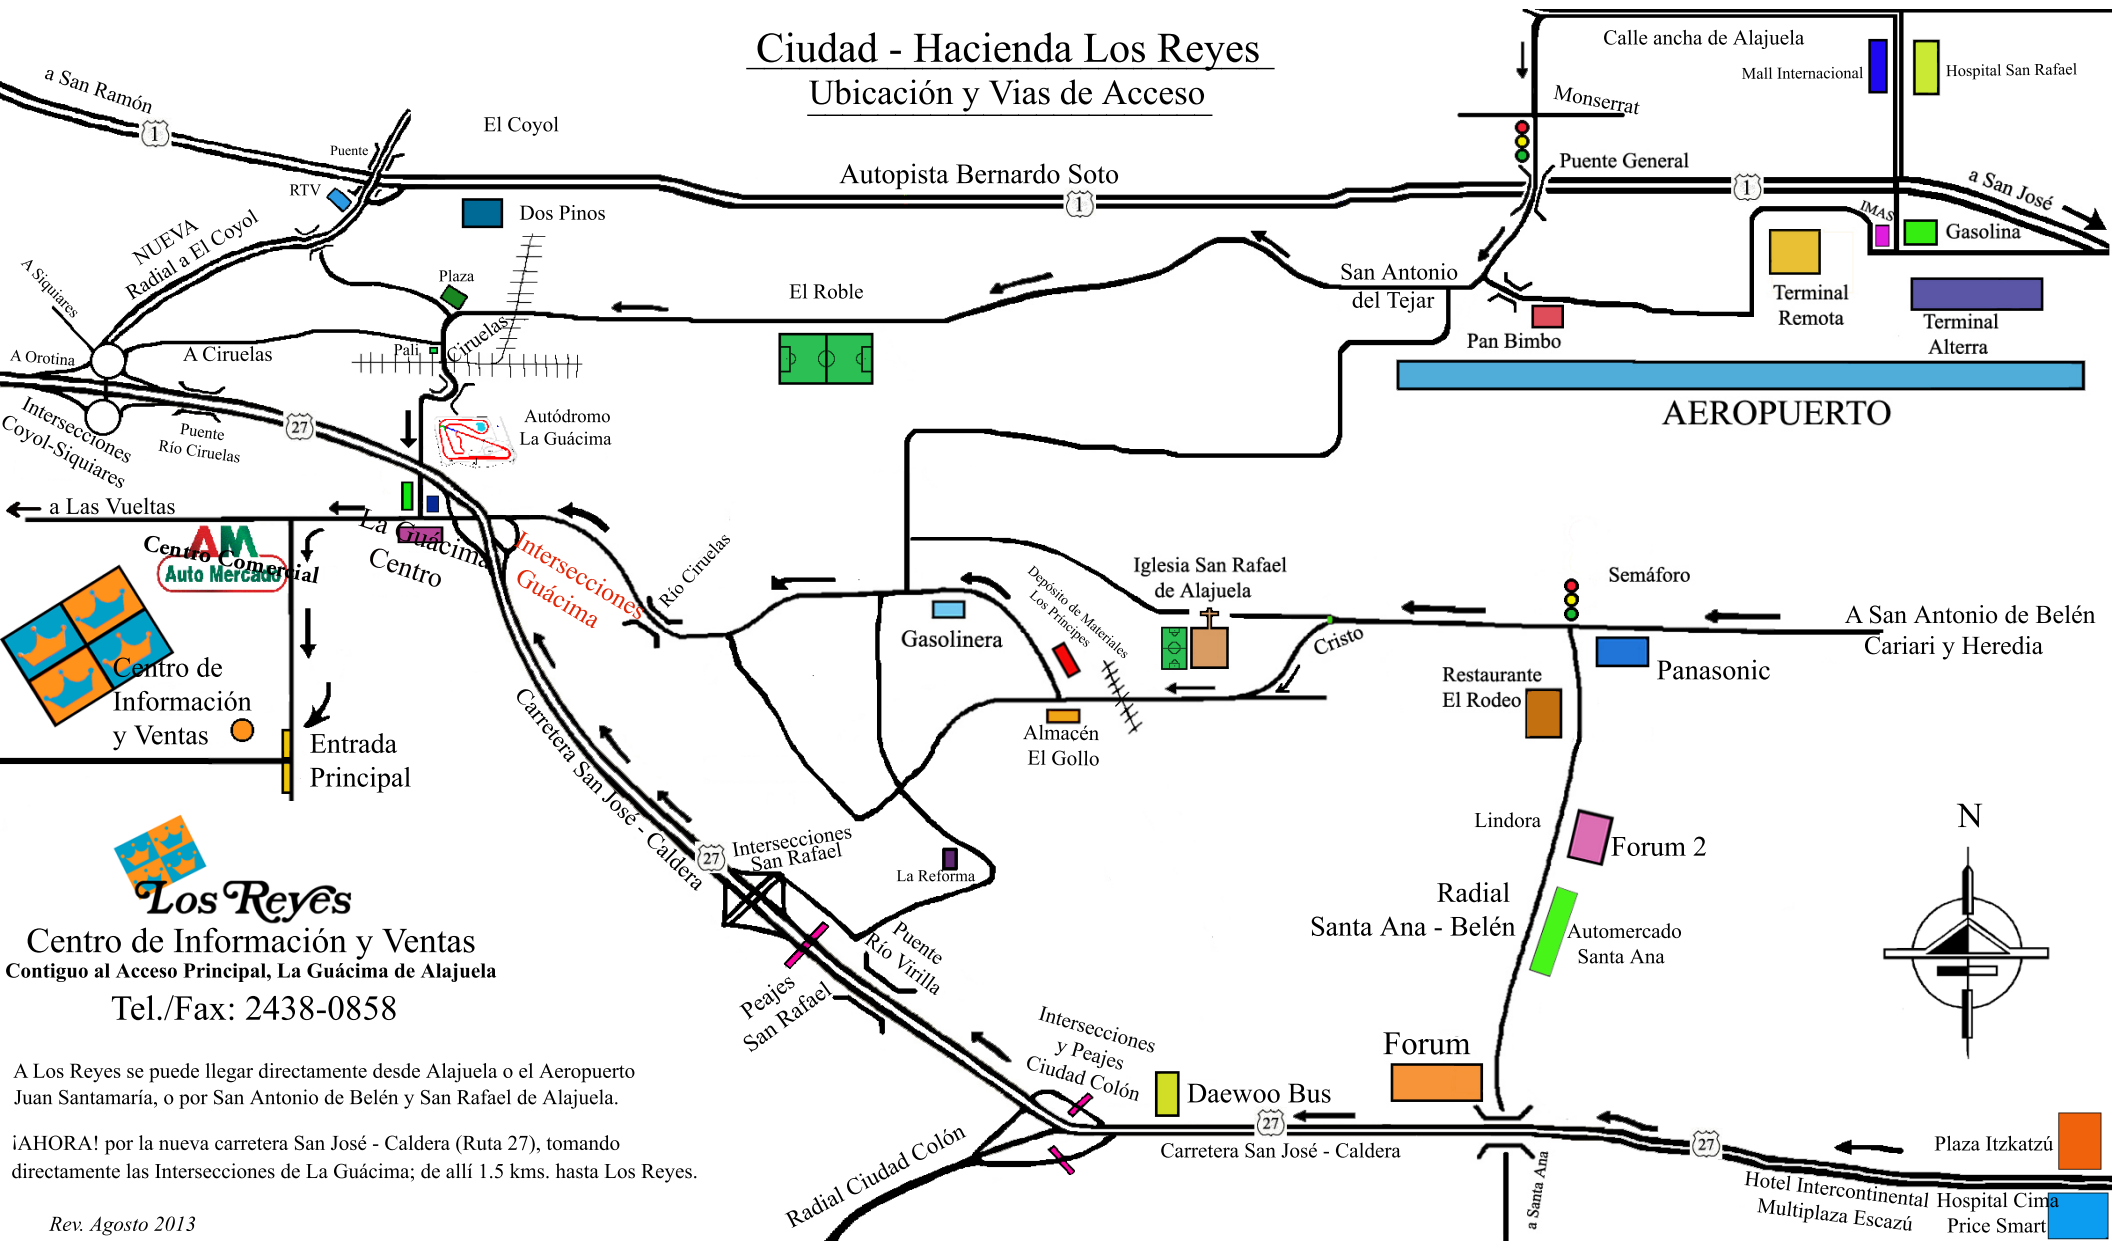 Ciudad - Hacienda Los Reyes
Ubicación y Vias de Acceso
a San Ramón
1
Puente
El Coyol
RTV
NUEVA
Radial a El Coyol
Dos Pinos
Autopista Bernardo Soto
1
Calle ancha de Alajuela
Mall Internacional
Hospital San Rafael
Monserrat
Puente General
1
a San José
IMAS
Gasolina
Terminal
Remota
Terminal
Alterra
San Antonio
del Tejar
Pan Bimbo
AEROPUERTO
El Roble
Plaza
Ciruelas
Pali
A Siquiares
A Orotina
A Ciruelas
Intersecciones
Coyol-Siquiares
Puente
Río Ciruelas
27
Autódromo
La Guácima
a Las Vueltas
La Guácima
Centro
AM
Centro Comercial
Auto Mercado
Intersecciones
Guácima
Río Ciruelas
Centro de
Información
y Ventas
Entrada
Principal
Gasolinera
Depósito de Materiales
Los Príncipes
Iglesia San Rafael
de Alajuela
Cristo
Almacén
El Gollo
Semáforo
A San Antonio de Belén
Cariari y Heredia
Panasonic
Restaurante
El Rodeo
Lindora
Forum 2
Radial
Santa Ana - Belén
Automercado
Santa Ana
N
Carretera San José - Caldera
27
Intersecciones
San Rafael
La Reforma
Puente
Río Virilla
Peajes
San Rafael
Intersecciones
y Peajes
Ciudad Colón
Radial Ciudad Colón
Daewoo Bus
Forum
27
Carretera San José - Caldera
a Santa Ana
27
Plaza Itzkatzú
Hotel Intercontinental
Multiplaza Escazú
Hospital Cima
Price Smart
Los Reyes
Centro de Información y Ventas
Contiguo al Acceso Principal, La Guácima de Alajuela
Tel./Fax: 2438-0858
A Los Reyes se puede llegar directamente desde Alajuela o el Aeropuerto
Juan Santamaría, o por San Antonio de Belén y San Rafael de Alajuela.
¡AHORA! por la nueva carretera San José - Caldera (Ruta 27), tomando
directamente las Intersecciones de La Guácima; de allí 1.5 kms. hasta Los Reyes.
Rev. Agosto 2013